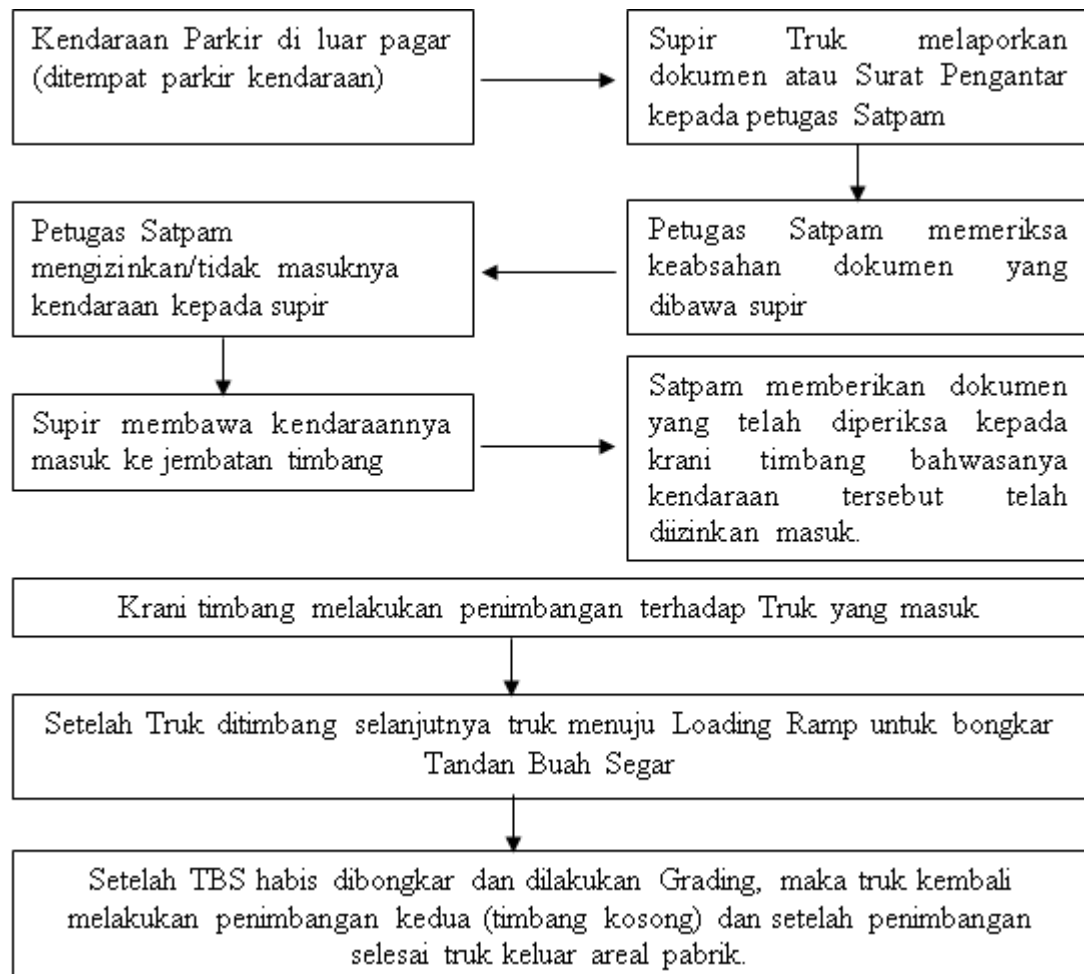 Kendaraan Parkir di luar pagar
(ditempat parkir kendaraan)
Supir Truk melaporkan
dokumen atau Surat Pengantar
kepada petugas Satpam
Petugas Satpam memeriksa
keabsahan dokumen yang
dibawa supir
Petugas Satpam
mengizinkan/tidak masuknya
kendaraan kepada supir
Supir membawa kendaraannya
masuk ke jembatan timbang
Satpam memberikan dokumen
yang telah diperiksa kepada
krani timbang bahwasanya
kendaraan tersebut telah
diizinkan masuk.
Krani timbang melakukan penimbangan terhadap Truk yang masuk
Setelah Truk ditimbang selanjutnya truk menuju Loading Ramp untuk bongkar
Tandan Buah Segar
Setelah TBS habis dibongkar dan dilakukan Grading, maka truk kembali
melakukan penimbangan kedua (timbang kosong) dan setelah penimbangan
selesai truk keluar areal pabrik.